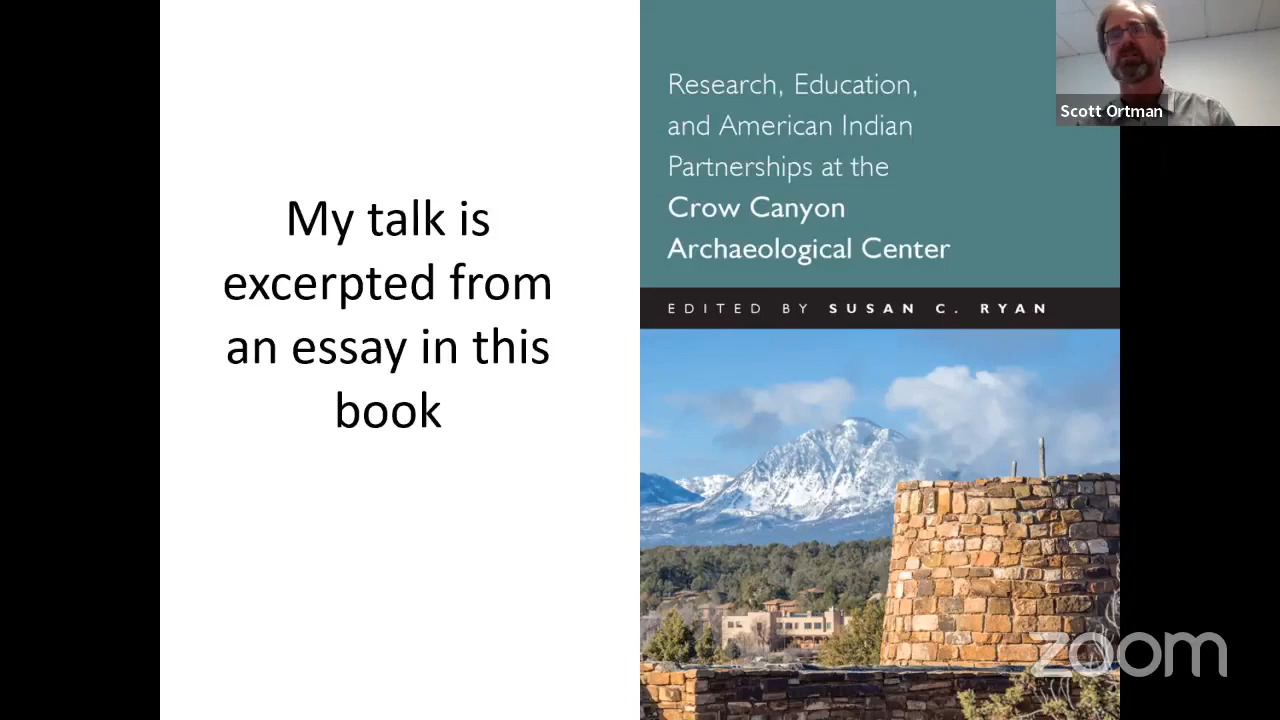 My talk is
excerpted from
an essay in this
book
Research, Education,
and American Indian
Partnerships at the
Crow Canyon
Archaeological Center
EDITED BY SUSAN C. RYAN
Scott Ortman
zoom